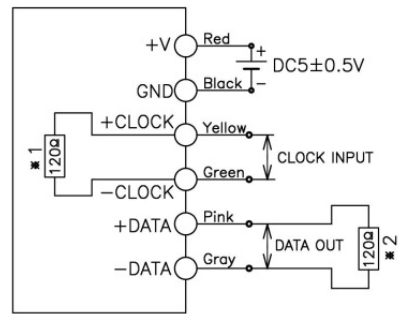 +V Red
+
DC5±0.5V
GND Black −
+CLOCK Yellow
※1
120Ω
CLOCK INPUT
−CLOCK Green
+DATA Pink
DATA OUT
120Ω
※2
−DATA Gray